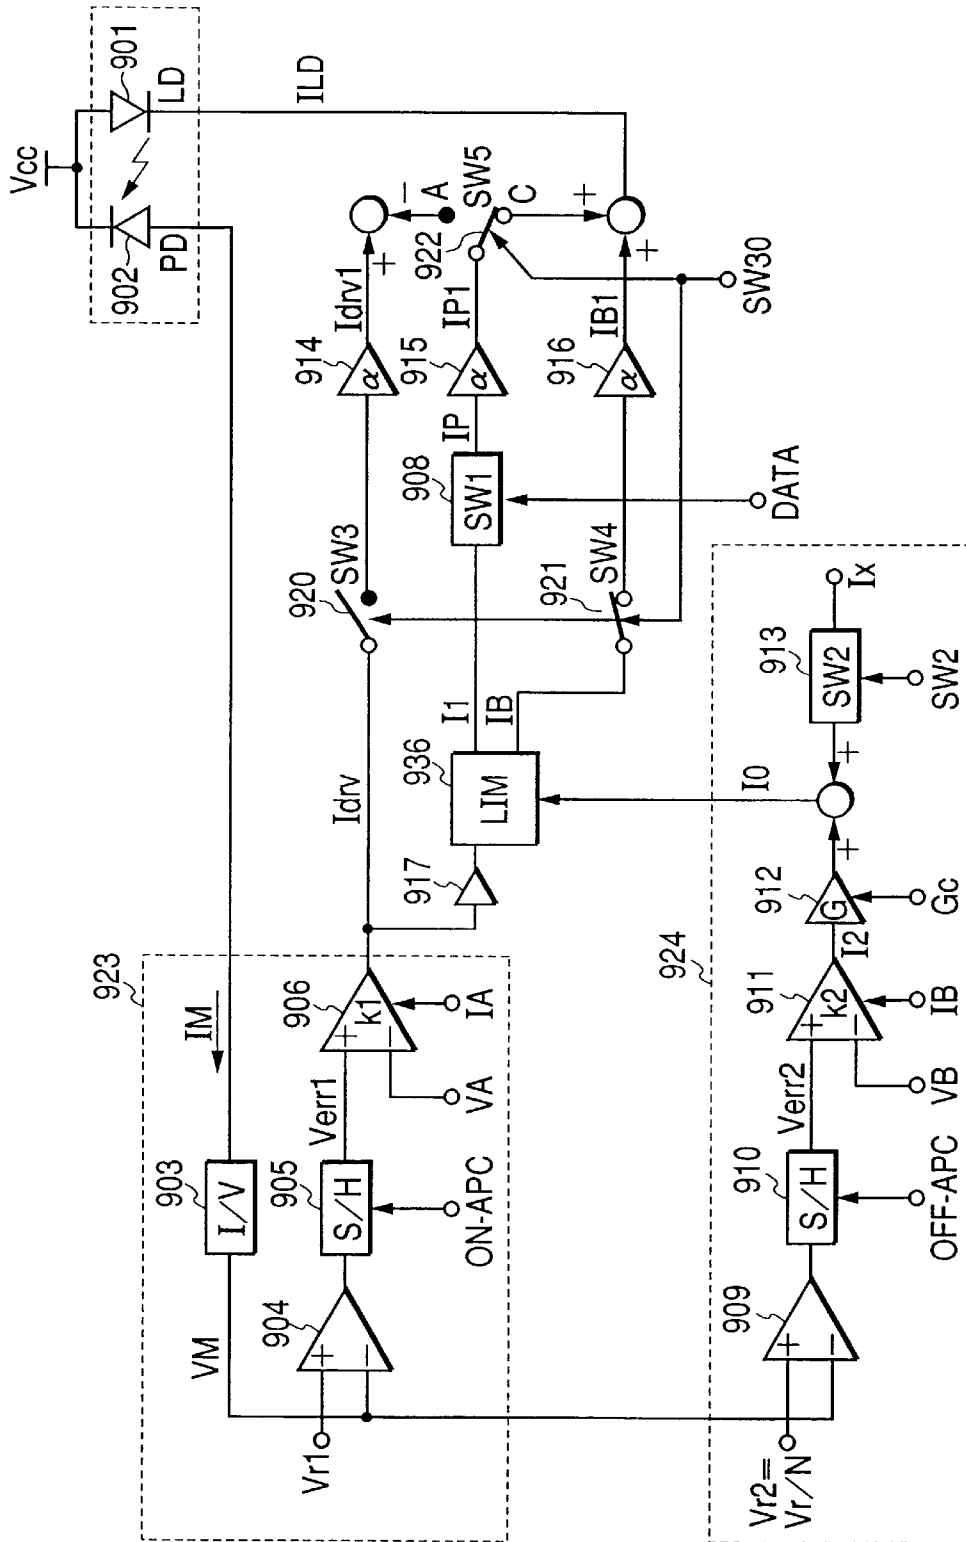 Vcc
901
LD
902
PD
ILD
923
IM
903
I/V
VM
904
Vr1
905
S/H
ON-APC
Verr1
906
k1
VA
IA
Idrv
917
936
LIM
I1
IB
920
SW3
914
α
Idrv1
+
−
A
908
SW1
IP
915
α
IP1
922
SW5
C
+
+
921
SW4
916
α
IB1
SW30
DATA
924
Vr2=
Vr/N
909
+
−
910
S/H
OFF-APC
Verr2
911
k2
+
−
VB
IB
I2
912
G
Gc
+
+
I0
913
SW2
SW2
Ix
+
−
+
−